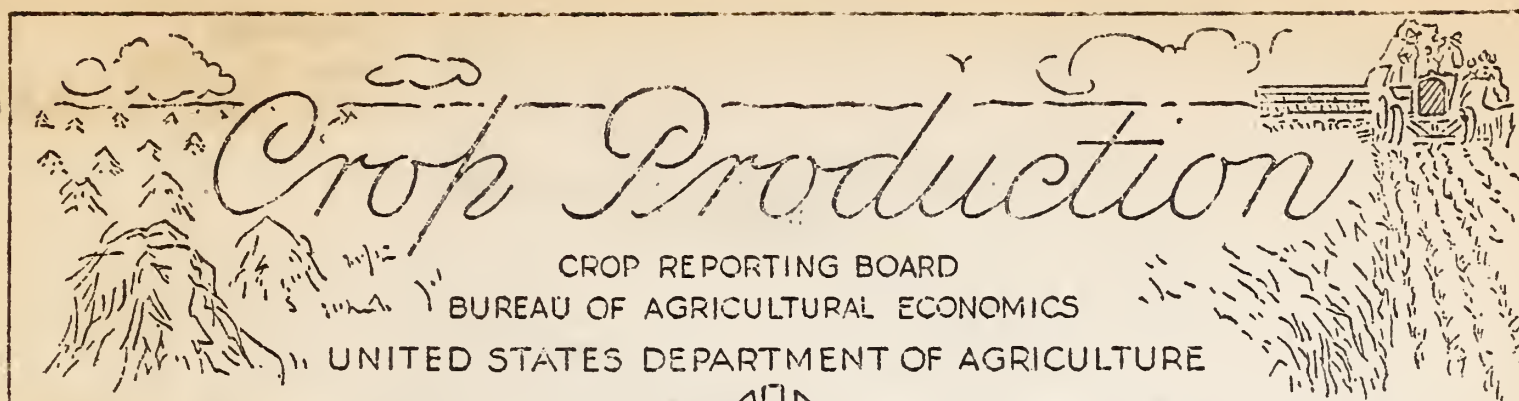 Crop Production
CROP REPORTING BOARD
BUREAU OF AGRICULTURAL ECONOMICS
UNITED STATES DEPARTMENT OF AGRICULTURE